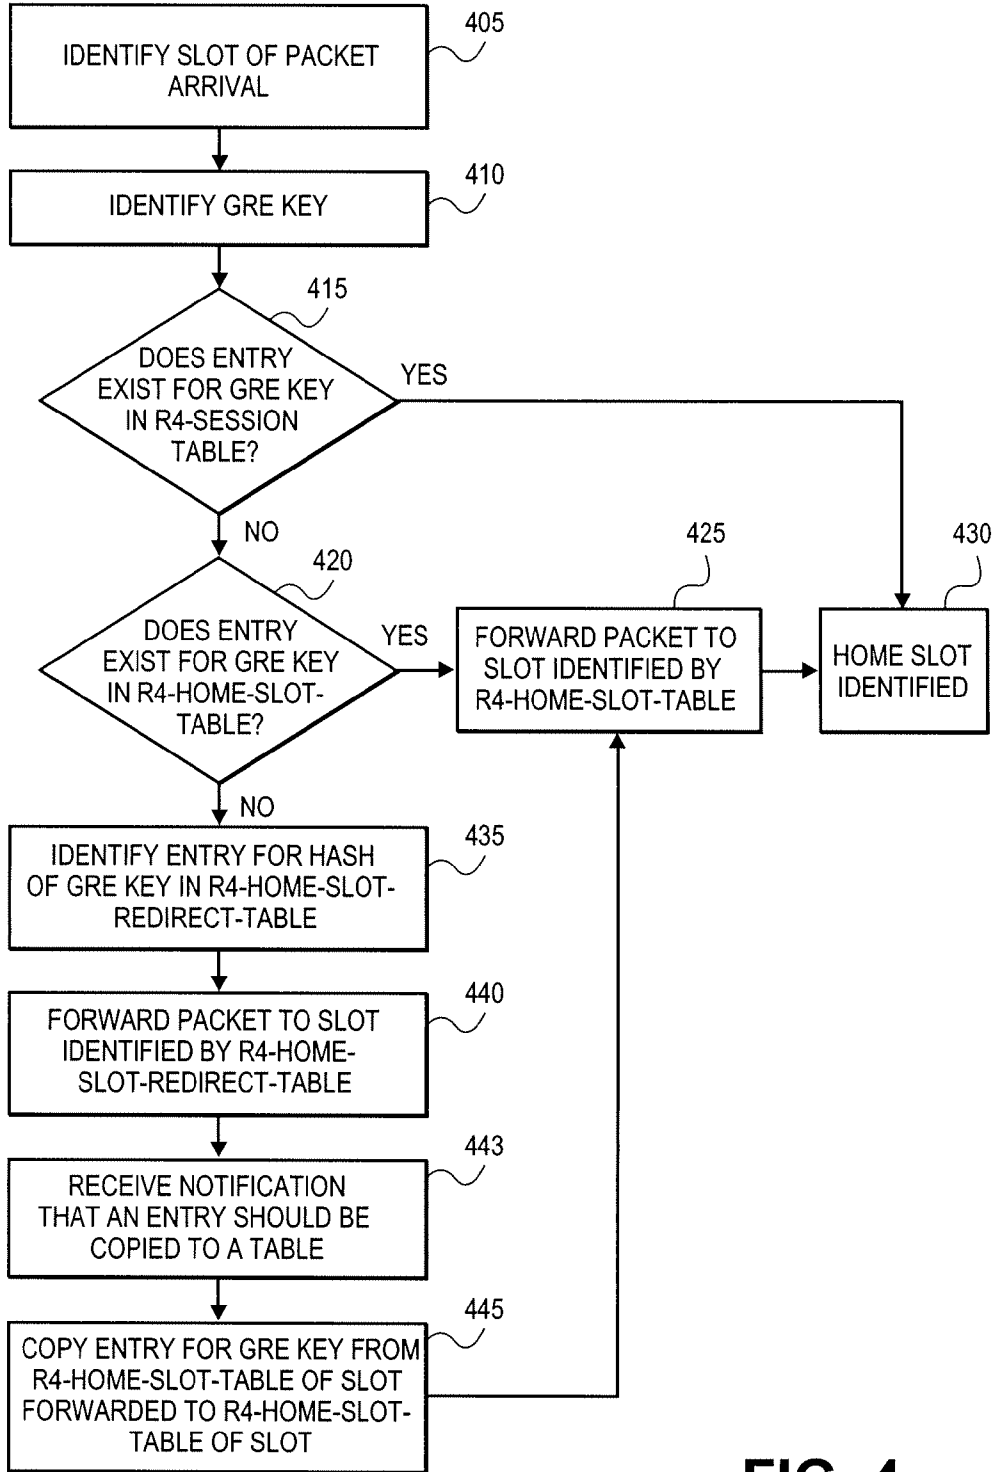 405
IDENTIFY SLOT OF PACKET
ARRIVAL
410
IDENTIFY GRE KEY
415
DOES ENTRY
EXIST FOR GRE KEY
IN R4-SESSION
TABLE?
YES
NO
420
DOES ENTRY
EXIST FOR GRE KEY
IN R4-HOME-SLOT-
TABLE?
YES
425
FORWARD PACKET TO
SLOT IDENTIFIED BY
R4-HOME-SLOT-TABLE
430
HOME SLOT
IDENTIFIED
NO
435
IDENTIFY ENTRY FOR HASH
OF GRE KEY IN R4-HOME-SLOT-
REDIRECT-TABLE
440
FORWARD PACKET TO SLOT
IDENTIFIED BY R4-HOME-
SLOT-REDIRECT-TABLE
443
RECEIVE NOTIFICATION
THAT AN ENTRY SHOULD BE
COPIED TO A TABLE
445
COPY ENTRY FOR GRE KEY FROM
R4-HOME-SLOT-TABLE OF SLOT
FORWARDED TO R4-HOME-SLOT-
TABLE OF SLOT
FIG. 4